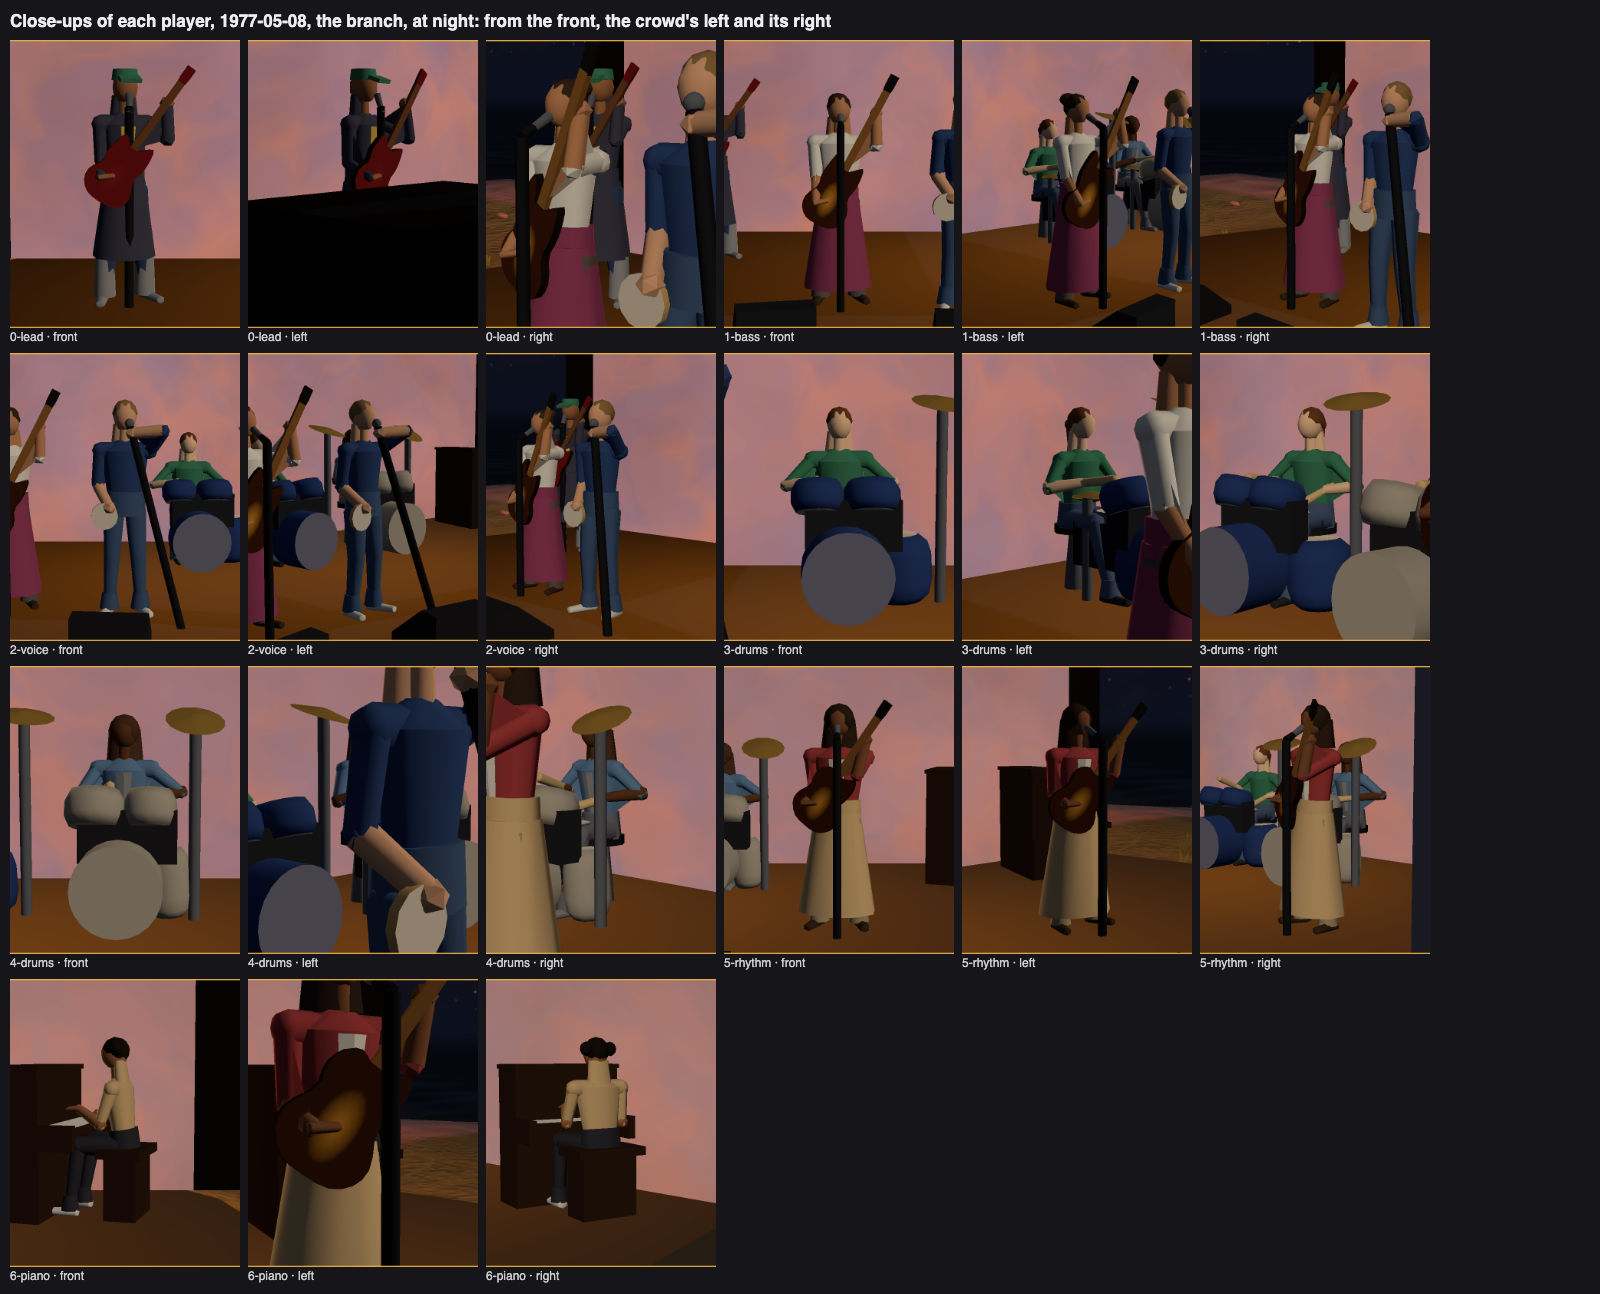 Close-ups of each player, 1977-05-08, the branch, at night: from the front, the crowd's left and its right
0-lead · front
0-lead · left
0-lead · right
1-bass · front
1-bass · left
1-bass · right
2-voice · front
2-voice · left
2-voice · right
3-drums · front
3-drums · left
3-drums · right
4-drums · front
4-drums · left
4-drums · right
5-rhythm · front
5-rhythm · left
5-rhythm · right
6-piano · front
6-piano · left
6-piano · right